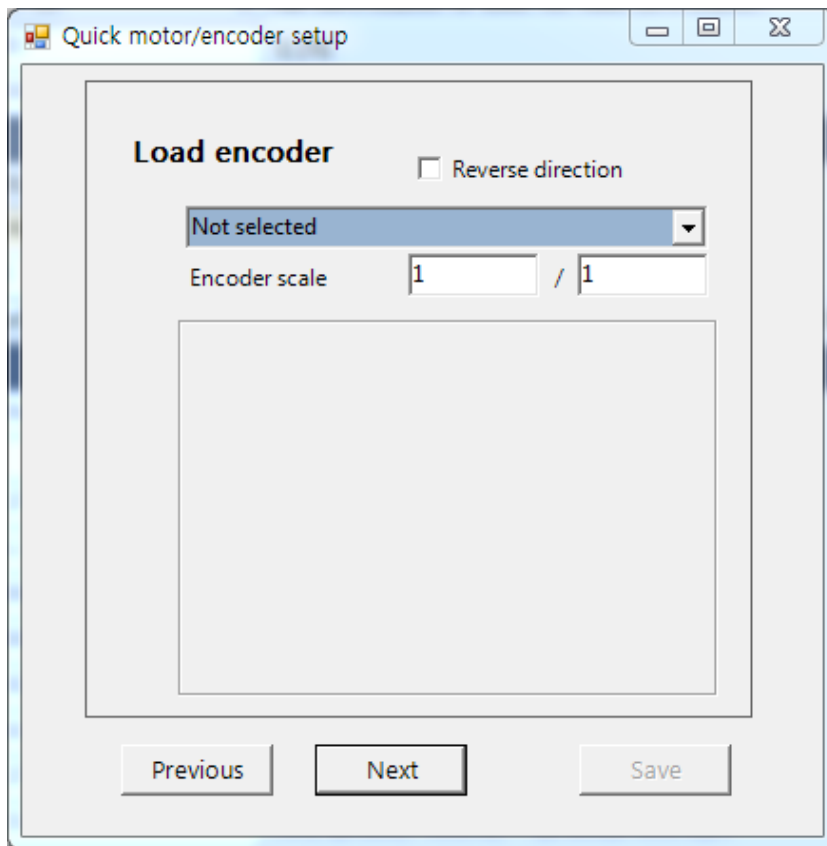 Quick motor/encoder setup
Load encoder
Reverse direction
Not selected
Encoder scale 1 / 1
Previous Next Save